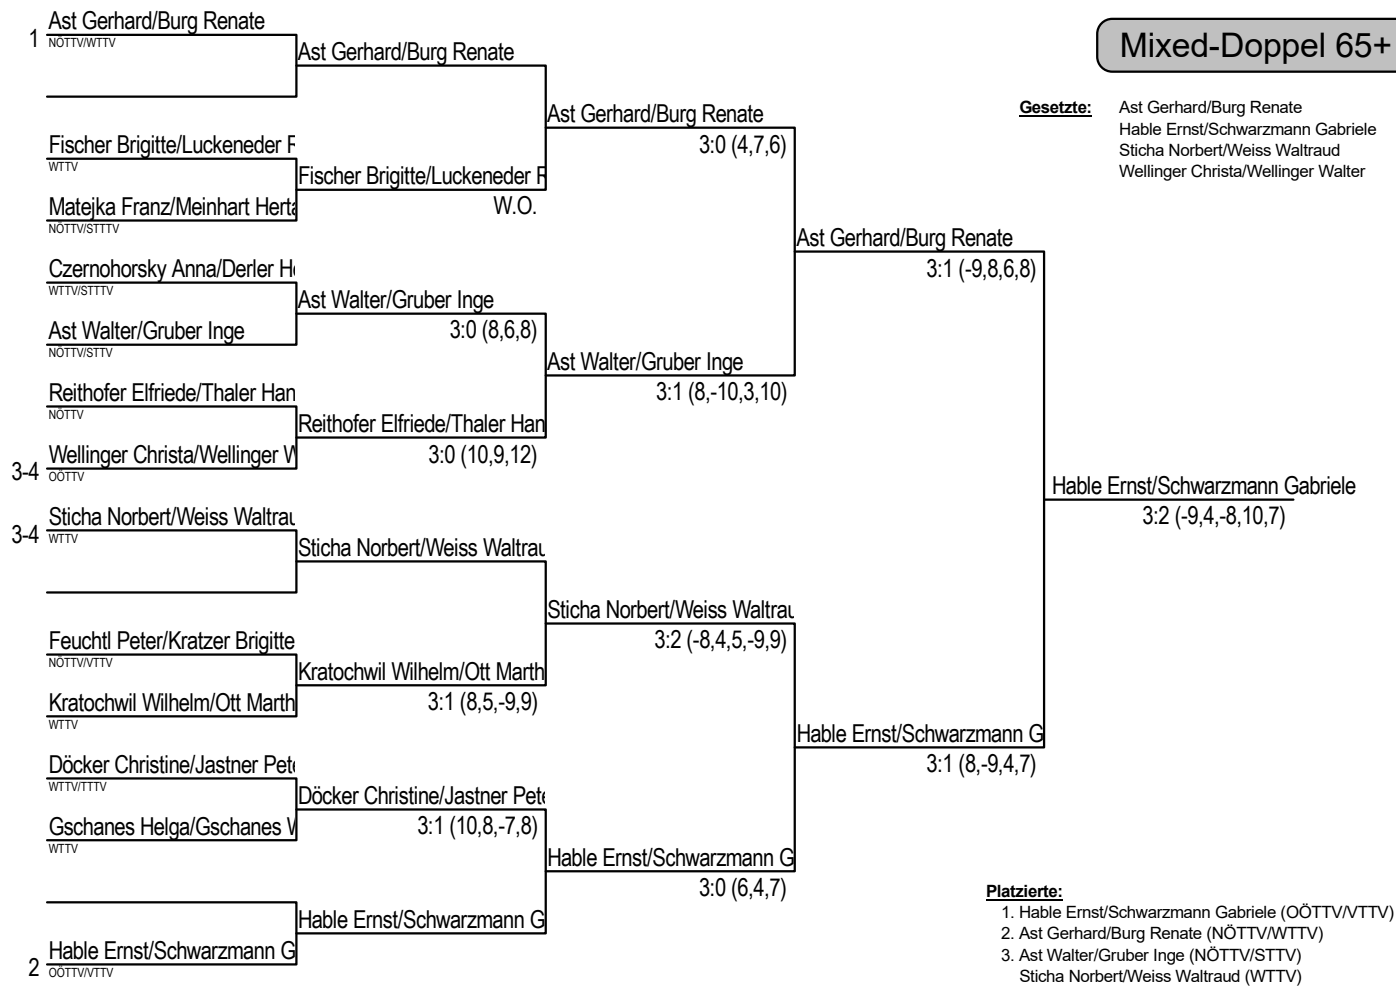 Mixed-Doppel 65+
Gesetzte: Ast Gerhard/Burg Renate
Hable Ernst/Schwarzmann Gabriele
Sticha Norbert/Weiss Waltraud
Wellinger Christa/Wellinger Walter
1 Ast Gerhard/Burg Renate
NÖTTV/WTTV
Fischer Brigitte/Luckeneder R
WTTV
Matejka Franz/Meinhart Herta
NÖTTV/STTTV
Czernohorsky Anna/Derler He
WTTV/STTTV
Ast Walter/Gruber Inge
NÖTTV/STTV
Reithofer Elfriede/Thaler Han
NÖTTV
3-4 Wellinger Christa/Wellinger W
OÖTTV
3-4 Sticha Norbert/Weiss Waltrau
WTTV
Feuchtl Peter/Kratzer Brigitte
NÖTTV/VTTV
Kratochwil Wilhelm/Ott Marth
WTTV
Döcker Christine/Jastner Pete
WTTV/TTTV
Gschanes Helga/Gschanes W
WTTV
2 Hable Ernst/Schwarzmann G
OÖTTV/VTTV
Ast Gerhard/Burg Renate
Fischer Brigitte/Luckeneder R
W.O.
Ast Walter/Gruber Inge
3:0 (8,6,8)
Reithofer Elfriede/Thaler Han
3:0 (10,9,12)
Sticha Norbert/Weiss Waltrau
Kratochwil Wilhelm/Ott Marth
3:1 (8,5,-9,9)
Döcker Christine/Jastner Pete
3:1 (10,8,-7,8)
Hable Ernst/Schwarzmann G
Ast Gerhard/Burg Renate
3:0 (4,7,6)
Ast Walter/Gruber Inge
3:1 (8,-10,3,10)
Sticha Norbert/Weiss Waltrau
3:2 (-8,4,5,-9,9)
Hable Ernst/Schwarzmann G
3:0 (6,4,7)
Ast Gerhard/Burg Renate
3:1 (-9,8,6,8)
Hable Ernst/Schwarzmann G
3:1 (8,-9,4,7)
Hable Ernst/Schwarzmann Gabriele
3:2 (-9,4,-8,10,7)
Platzierte:
1. Hable Ernst/Schwarzmann Gabriele (OÖTTV/VTTV)
2. Ast Gerhard/Burg Renate (NÖTTV/WTTV)
3. Ast Walter/Gruber Inge (NÖTTV/STTV)
Sticha Norbert/Weiss Waltraud (WTTV)